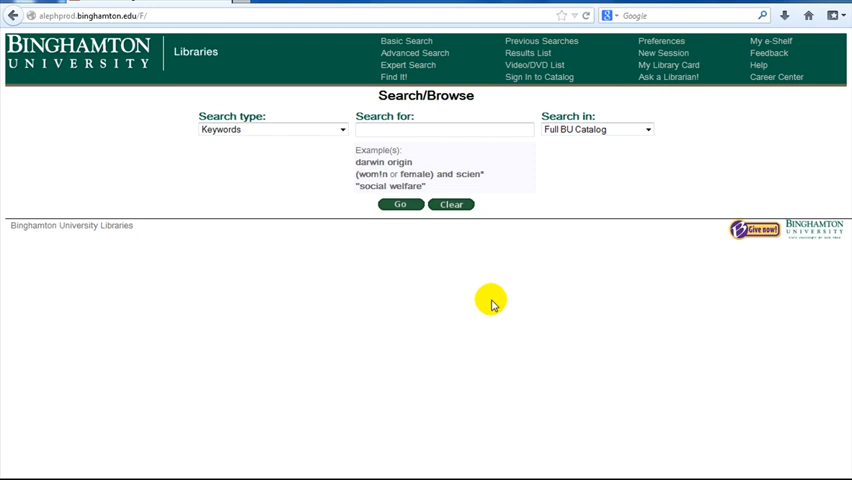 alephprod.binghamton.edu/F/
Google
BINGHAMTON
UNIVERSITY
Libraries
Basic Search
Advanced Search
Expert Search
Find It!
Previous Searches
Results List
Video/DVD List
Sign In to Catalog
Preferences
New Session
My Library Card
Ask a Librarian!
My e-Shelf
Feedback
Help
Career Center
Search/Browse
Search type:
Keywords
Search for:
Search in:
Full BU Catalog
Example(s):
darwin origin
(wom!n or female) and scien*
"social welfare"
Go
Clear
Binghamton University Libraries
Give now!
BINGHAMTON
UNIVERSITY